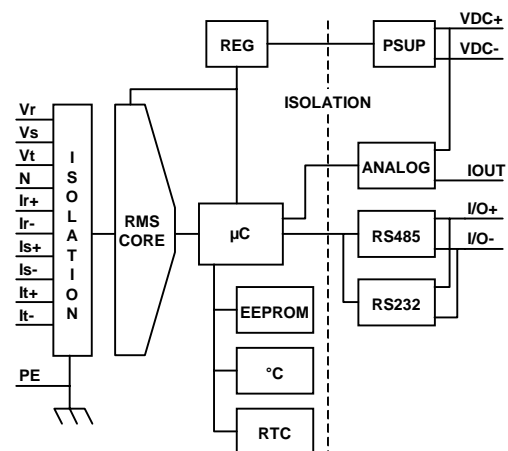 REG
PSUP
VDC+
VDC-
ISOLATION
Vr
Vs
Vt
N
Ir+
Ir-
Is+
Is-
It+
It-
PE
ISOLATION
RMS
CORE
µC
ANALOG
IOUT
RS485
I/O+
I/O-
RS232
EEPROM
°C
RTC